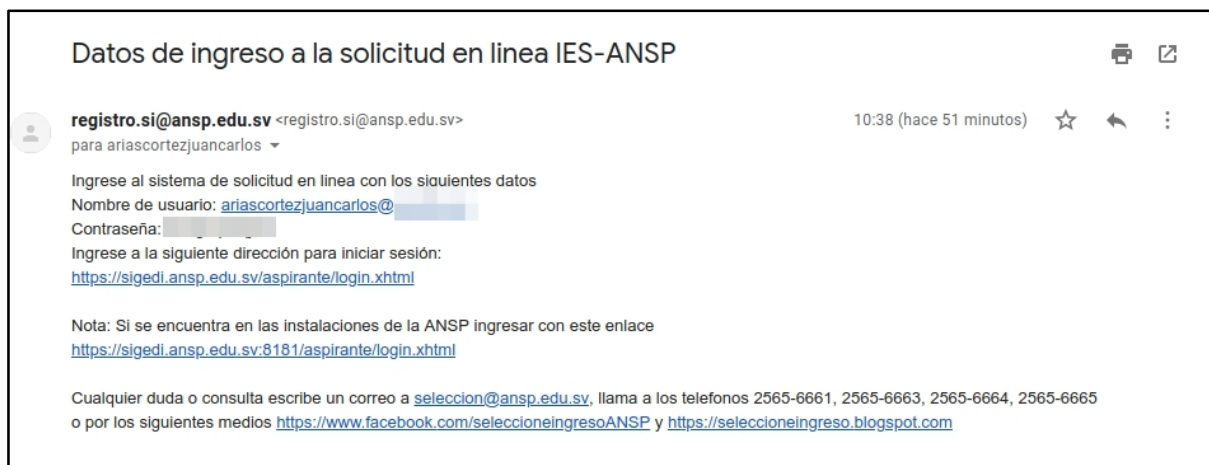 Datos de ingreso a la solicitud en linea IES-ANSP
registro.si@ansp.edu.sv <registro.si@ansp.edu.sv>
10:38 (hace 51 minutos)
para ariascortezjuancarlos
Ingrese al sistema de solicitud en linea con los siguientes datos
Nombre de usuario: ariascortezjuancarlos@
Contraseña:
Ingrese a la siguiente dirección para iniciar sesión:
https://sigedi.ansp.edu.sv/aspirante/login.xhtml
Nota: Si se encuentra en las instalaciones de la ANSP ingresar con este enlace
https://sigedi.ansp.edu.sv:8181/aspirante/login.xhtml
Cualquier duda o consulta escribe un correo a seleccion@ansp.edu.sv, llama a los telefonos 2565-6661, 2565-6663, 2565-6664, 2565-6665
o por los siguientes medios https://www.facebook.com/seleccioneingresoANSP y https://seleccioneingreso.blogspot.com